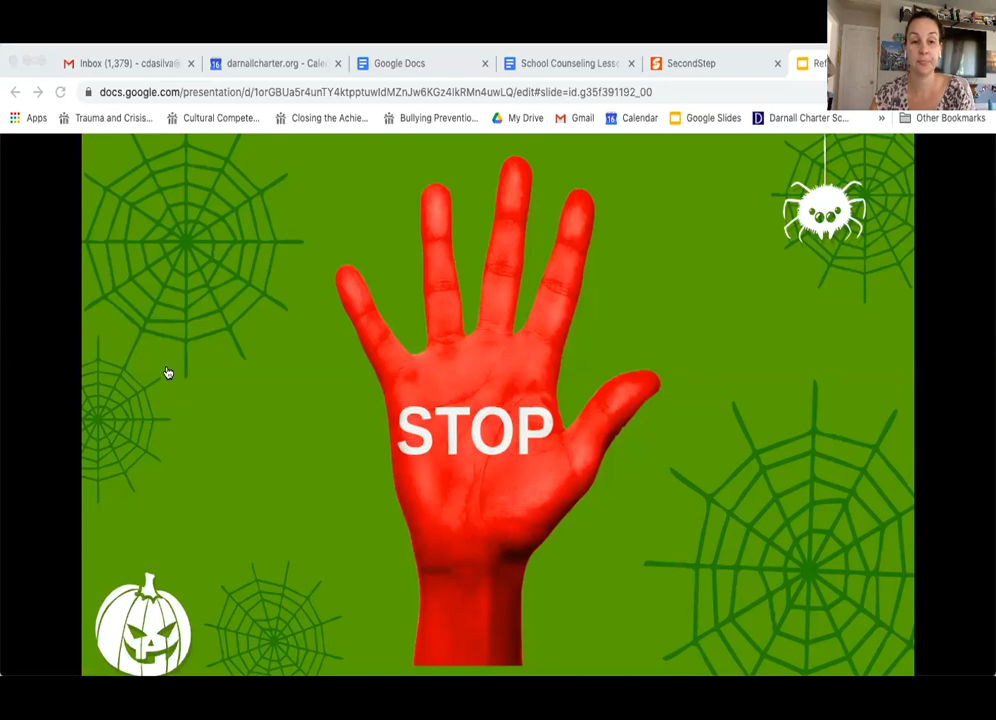 Inbox (1,379) - cdasilva@
darnallcharter.org - Cale
Google Docs
School Counseling Less
SecondStep
Ref
docs.google.com/presentation/d/1orGBUa5r4unTY4ktpptuwIdMZnJw6KGz4lkRMn4uwLQ/edit#slide=id.g35f391192_00
Apps
Trauma and Crisis...
Cultural Compete...
Closing the Achie...
Bullying Preventio...
My Drive
Gmail
16 Calendar
Google Slides
Darnall Charter Sc...
»
Other Bookmarks
STOP